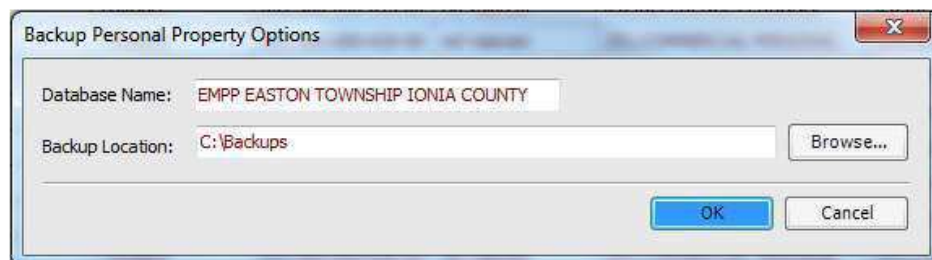 Backup Personal Property Options
Database Name: EMPP EASTON TOWNSHIP IONIA COUNTY
Backup Location: C:\Backups Browse...
OK Cancel